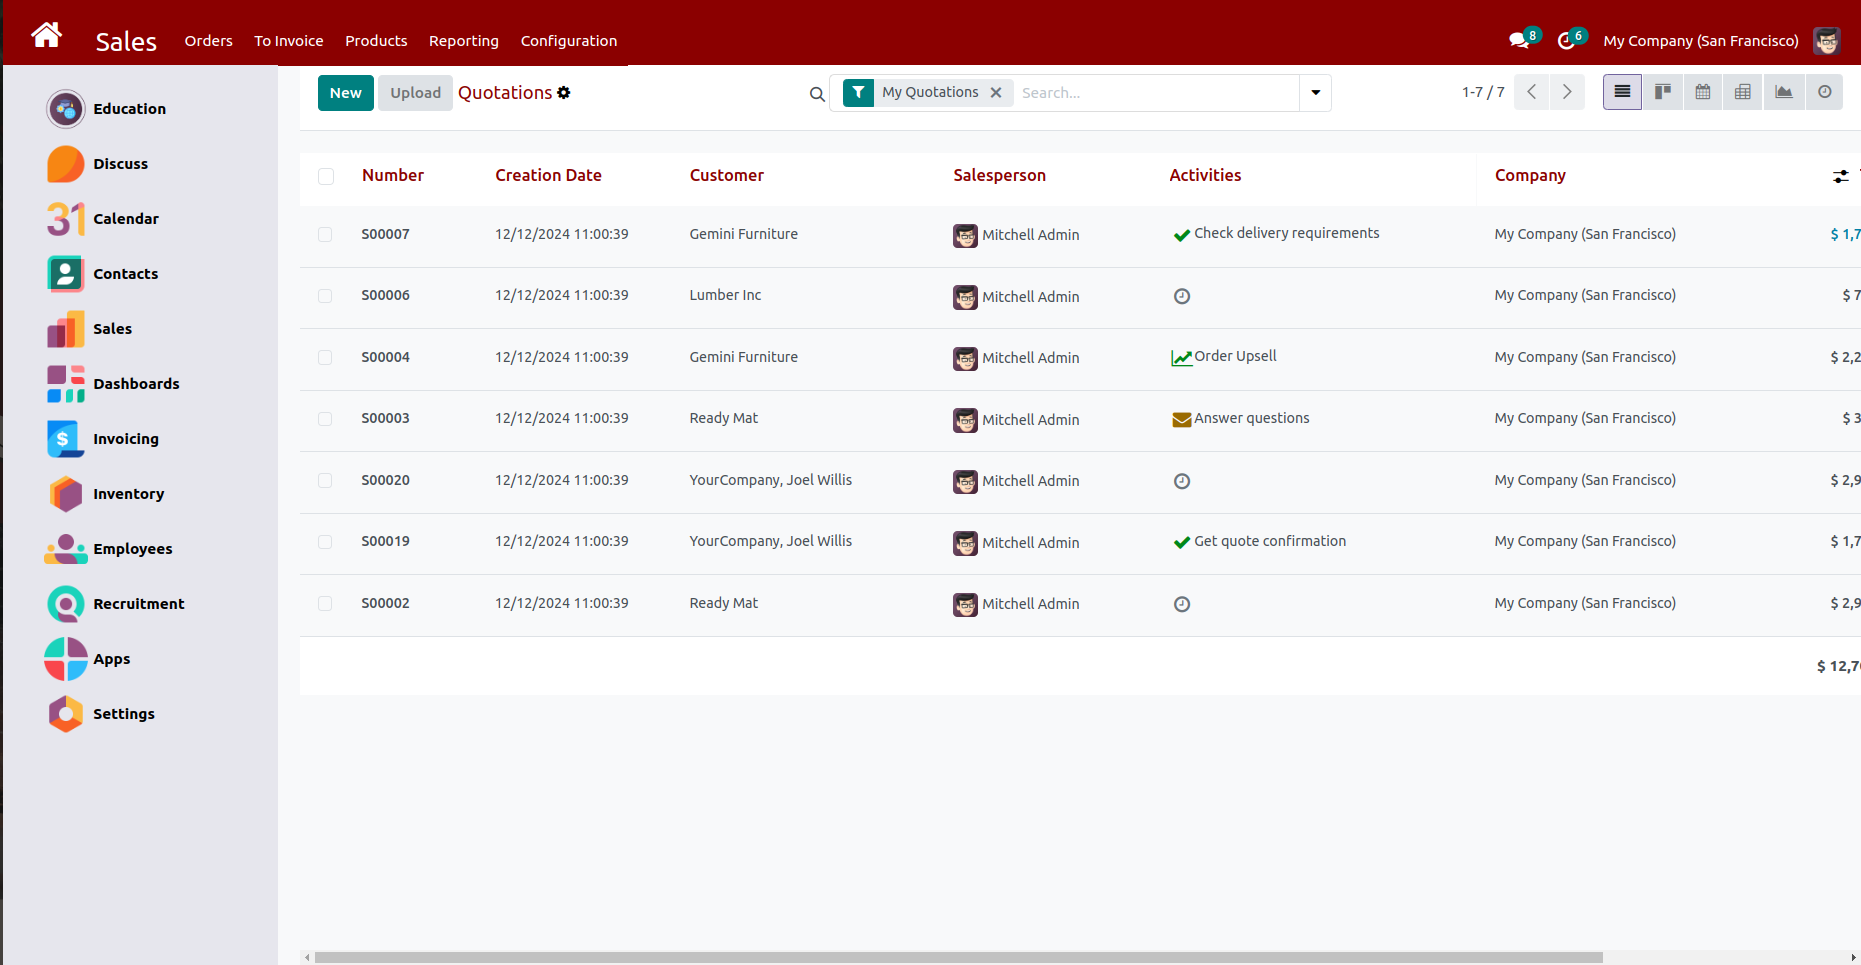 Sales Orders To Invoice Products Reporting Configuration 8 6 My Company (San Francisco)
New Upload Quotations My Quotations Search... 1-7 / 7
Education
Discuss
31 Calendar
Contacts
Sales
Dashboards
$ Invoicing
Inventory
Employees
Recruitment
Apps
Settings
Number Creation Date Customer Salesperson Activities Company
S00007 12/12/2024 11:00:39 Gemini Furniture Mitchell Admin Check delivery requirements My Company (San Francisco) $ 1,7
S00006 12/12/2024 11:00:39 Lumber Inc Mitchell Admin My Company (San Francisco) $ 7
S00004 12/12/2024 11:00:39 Gemini Furniture Mitchell Admin Order Upsell My Company (San Francisco) $ 2,2
S00003 12/12/2024 11:00:39 Ready Mat Mitchell Admin Answer questions My Company (San Francisco) $ 3
S00020 12/12/2024 11:00:39 YourCompany, Joel Willis Mitchell Admin My Company (San Francisco) $ 2,9
S00019 12/12/2024 11:00:39 YourCompany, Joel Willis Mitchell Admin Get quote confirmation My Company (San Francisco) $ 1,7
S00002 12/12/2024 11:00:39 Ready Mat Mitchell Admin My Company (San Francisco) $ 2,9
$ 12,7